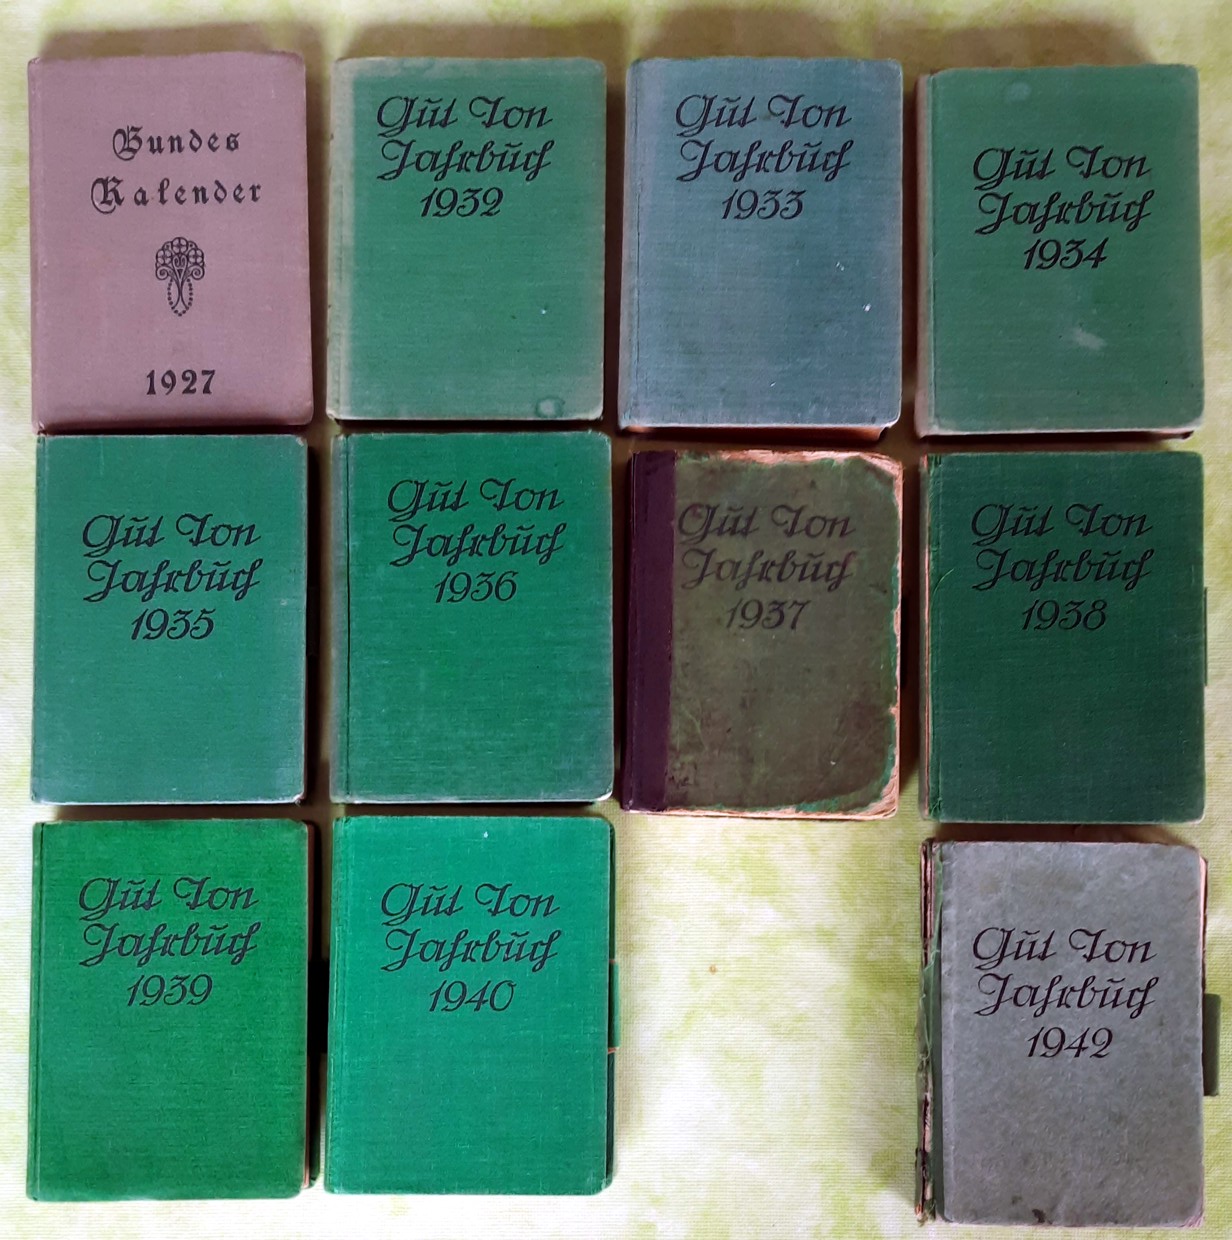 Bundes
Kalender
1927
Gut Ton
Jahrbuch
1932
Gut Ton
Jahrbuch
1933
Gut Ton
Jahrbuch
1934
Gut Ton
Jahrbuch
1935
Gut Ton
Jahrbuch
1936
Gut Ton
Jahrbuch
1937
Gut Ton
Jahrbuch
1938
Gut Ton
Jahrbuch
1939
Gut Ton
Jahrbuch
1940
Gut Ton
Jahrbuch
1942